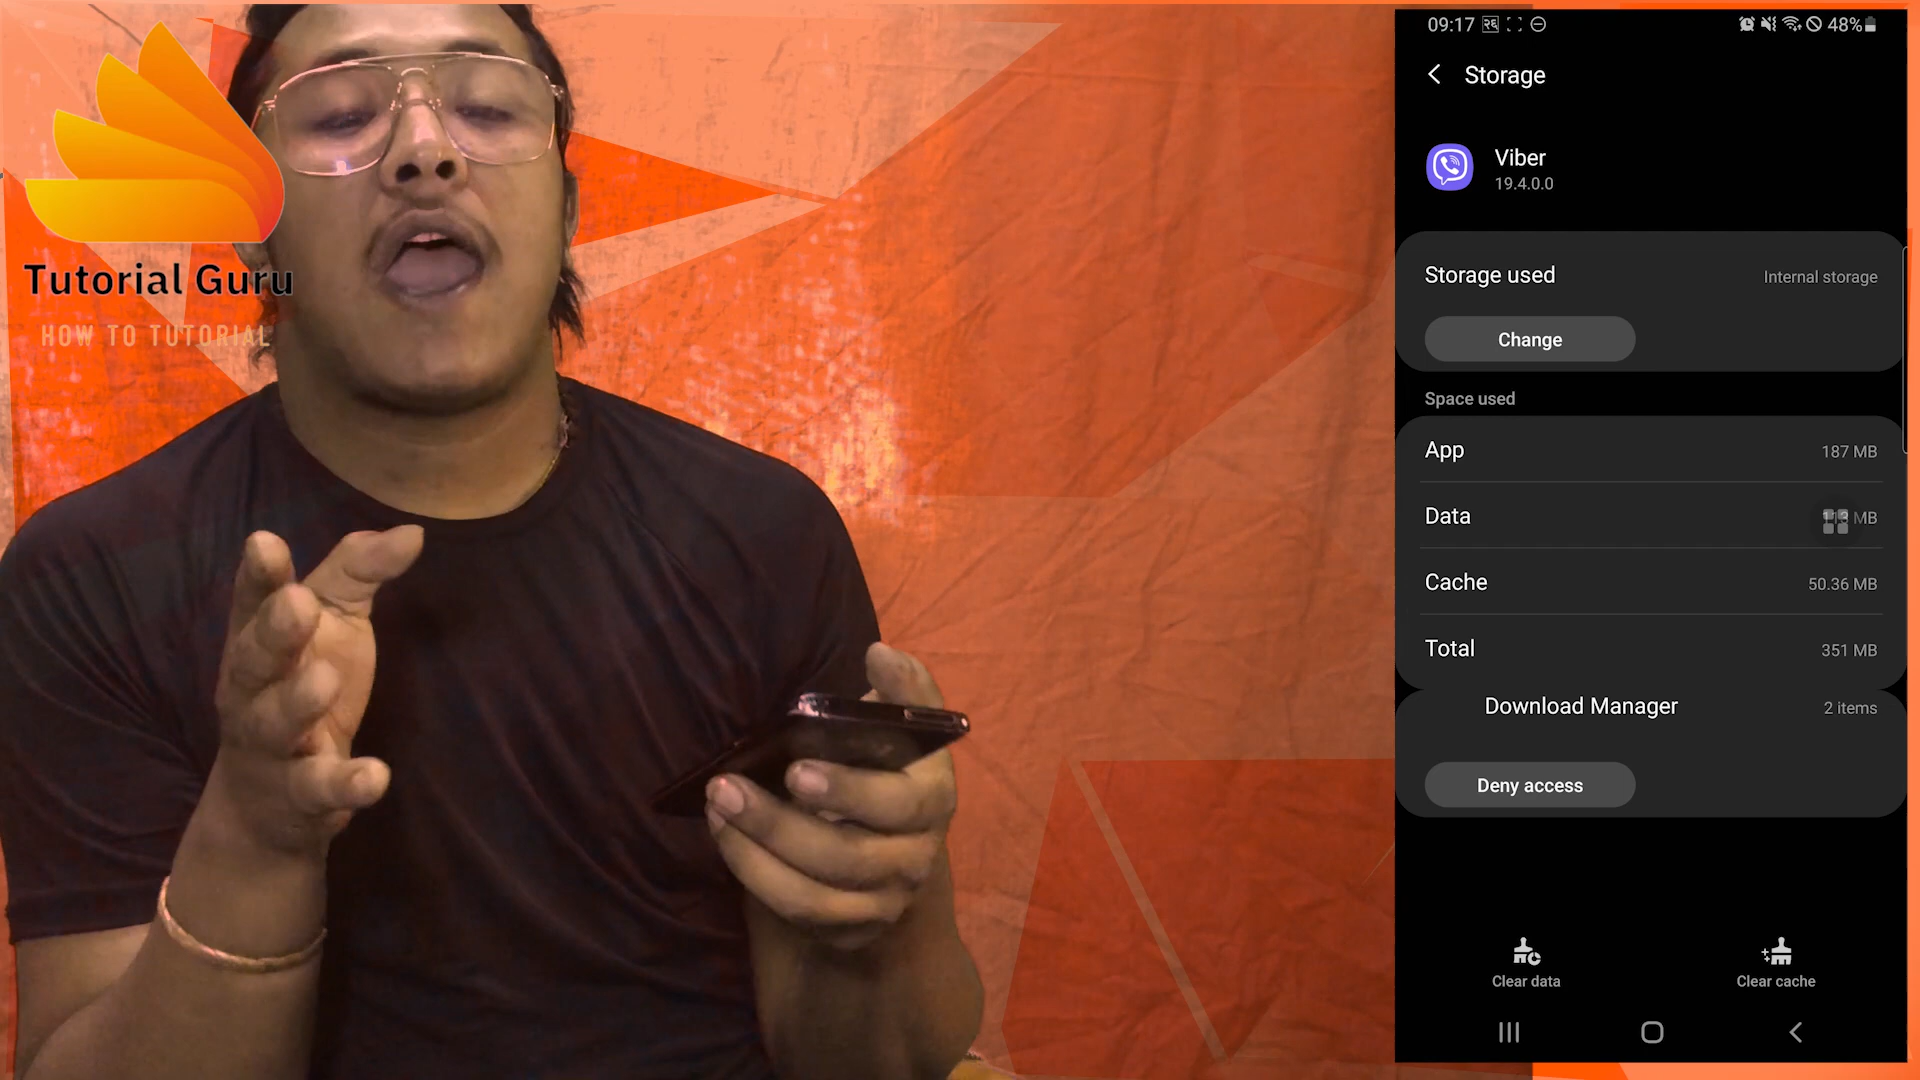 Tutorial Guru
HOW TO TUTORIAL
09:17 २६ 48%
Storage
Viber
19.4.0.0
Storage used Internal storage
Change
Space used
App 187 MB
Data MB
Cache 50.36 MB
Total 351 MB
Download Manager 2 items
Deny access
Clear data Clear cache